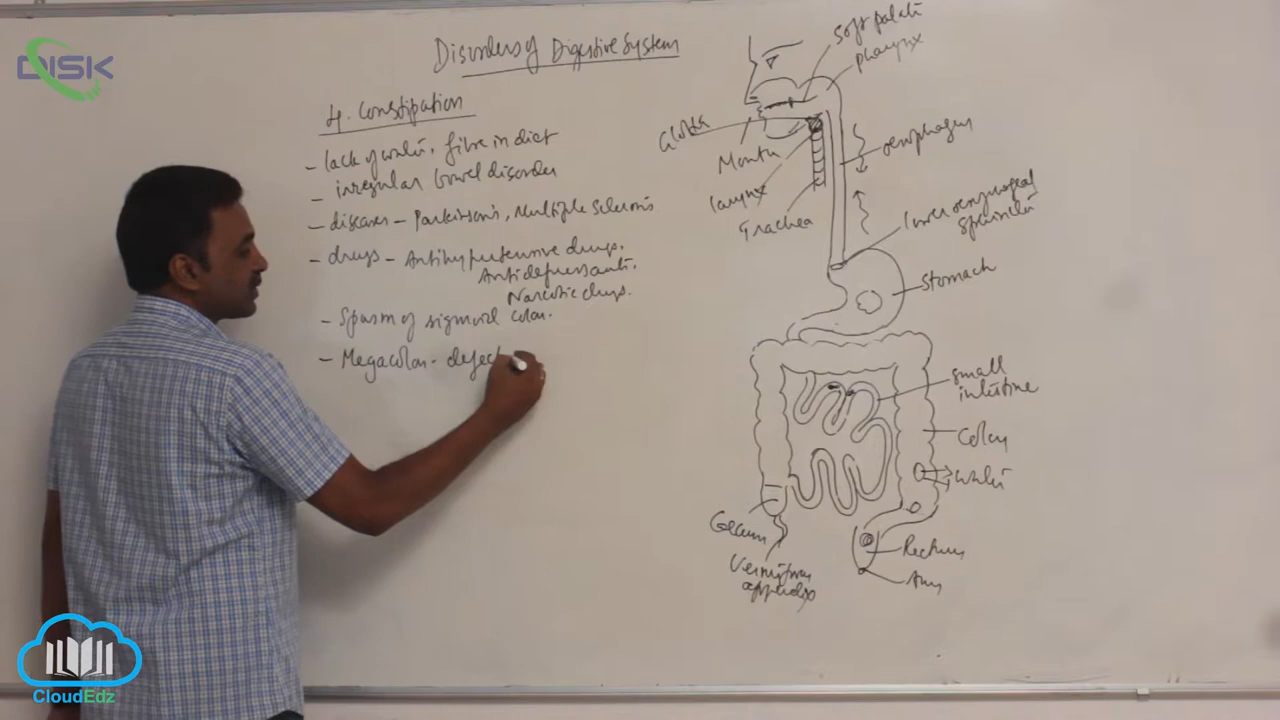 DISK
Disorders of Digestive System
4. Constipation
- lack of water, fibre in diet
- irregular bowel disorder
- diseases - Parkinson's, Multiple Sclerosis
- drugs - Antihypertensive drugs.
Antidepressants.
Narcotic drugs.
- Spasm of sigmoid colon.
- Megacolon - defect
Soft palate
pharynx
Glottis
Mouth
larynx
Trachea
oesophagus
lower oesophageal
sphincter
Stomach
small
intestine
Colon
water
Cecum
Vermiform
appendix
Rectum
Anus
CloudEdz